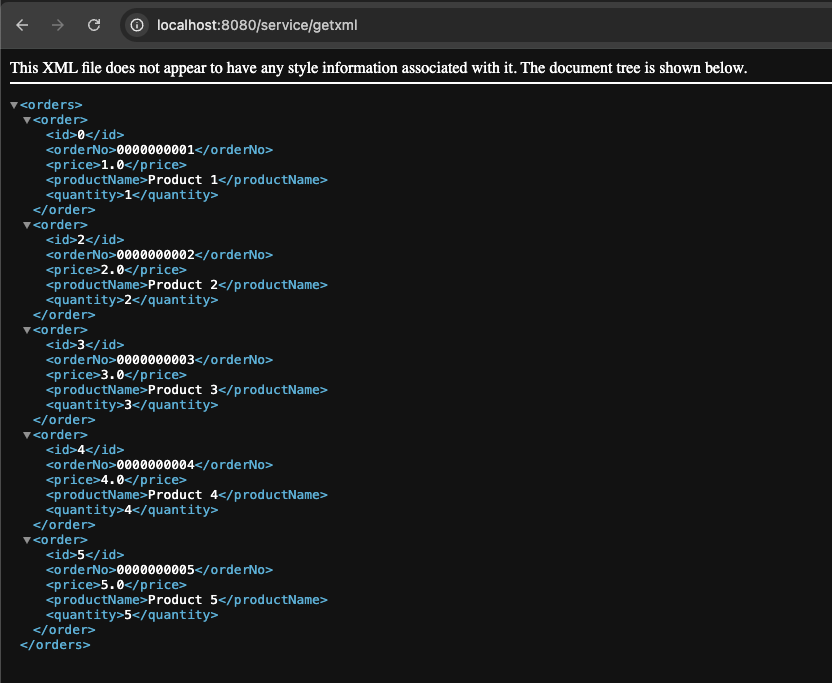 localhost:8080/service/getxml
This XML file does not appear to have any style information associated with it. The document tree is shown below.
<orders>
<order>
<id>0</id>
<orderNo>0000000001</orderNo>
<price>1.0</price>
<productName>Product 1</productName>
<quantity>1</quantity>
</order>
<order>
<id>2</id>
<orderNo>0000000002</orderNo>
<price>2.0</price>
<productName>Product 2</productName>
<quantity>2</quantity>
</order>
<order>
<id>3</id>
<orderNo>0000000003</orderNo>
<price>3.0</price>
<productName>Product 3</productName>
<quantity>3</quantity>
</order>
<order>
<id>4</id>
<orderNo>0000000004</orderNo>
<price>4.0</price>
<productName>Product 4</productName>
<quantity>4</quantity>
</order>
<order>
<id>5</id>
<orderNo>0000000005</orderNo>
<price>5.0</price>
<productName>Product 5</productName>
<quantity>5</quantity>
</order>
</orders>